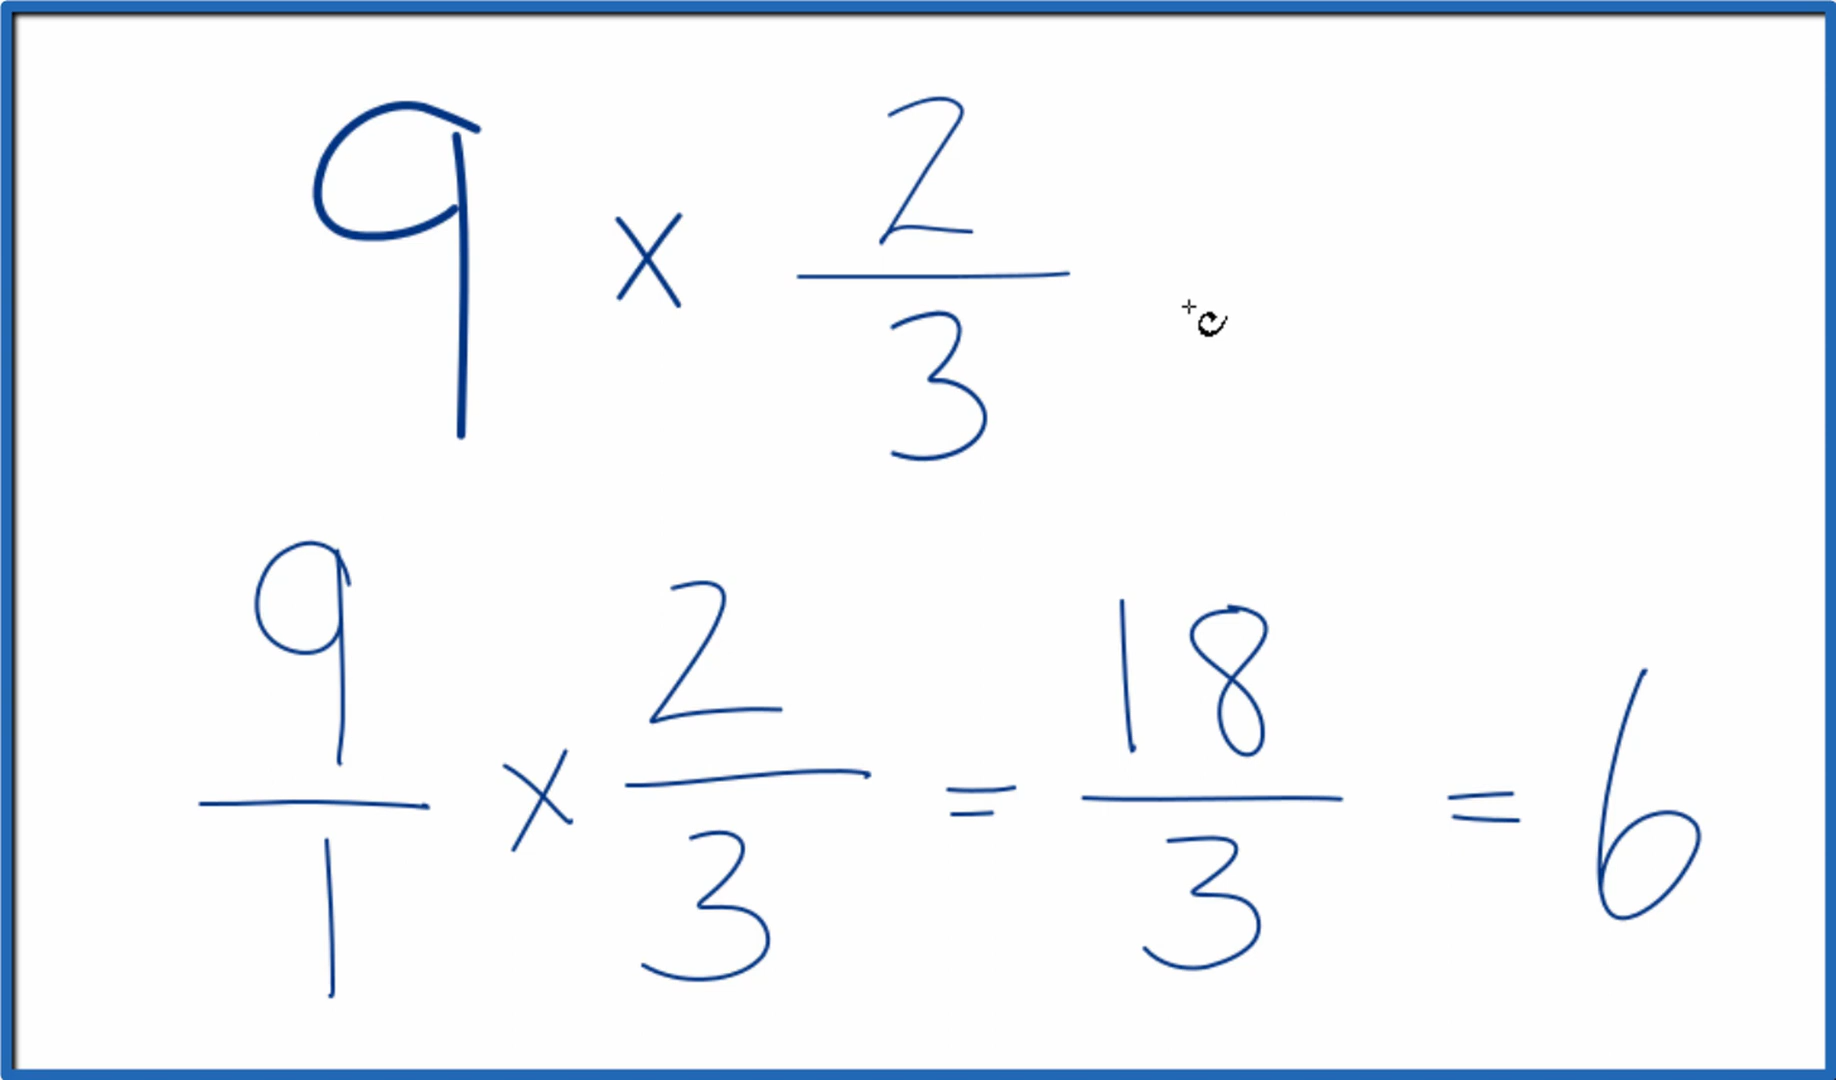 9 × 2/3
9/1 × 2/3 = 18/3 = 6